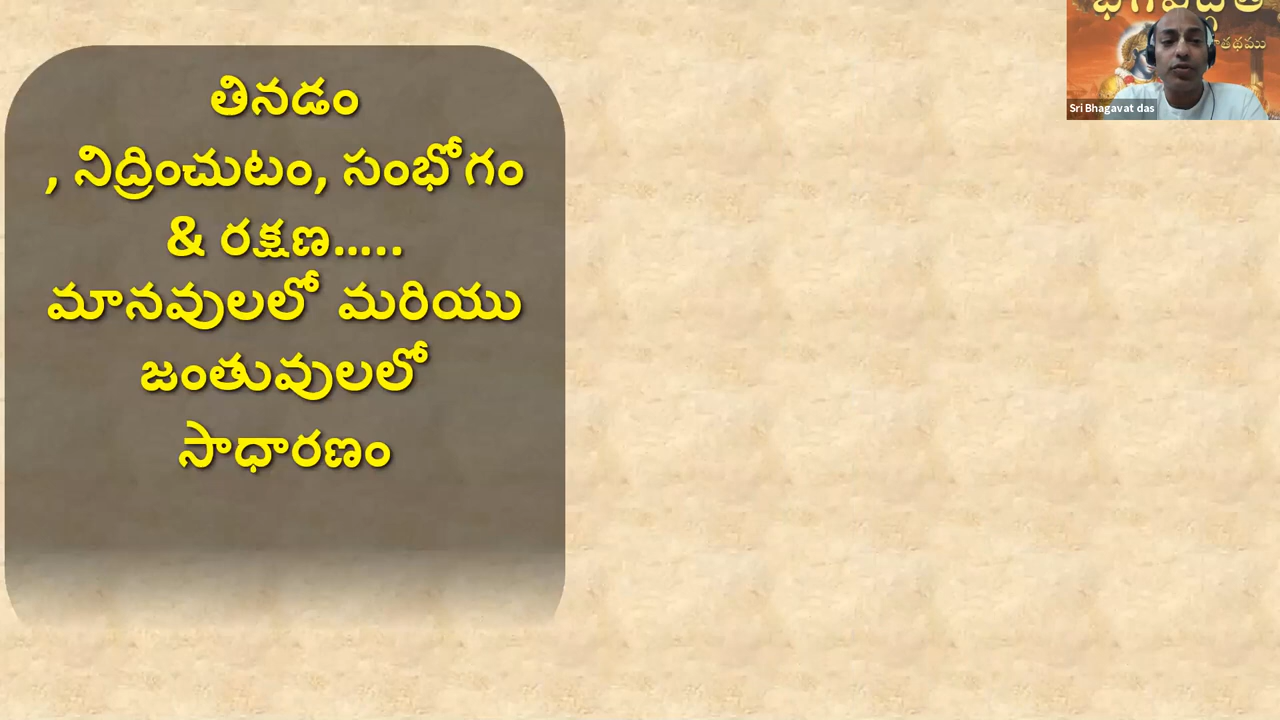 తినడం
, నిద్రించుటం, సంభోగం
& రక్షణ.....
మానవులలో మరియు
జంతువులలో
సాధారణం
Sri Bhagavat das